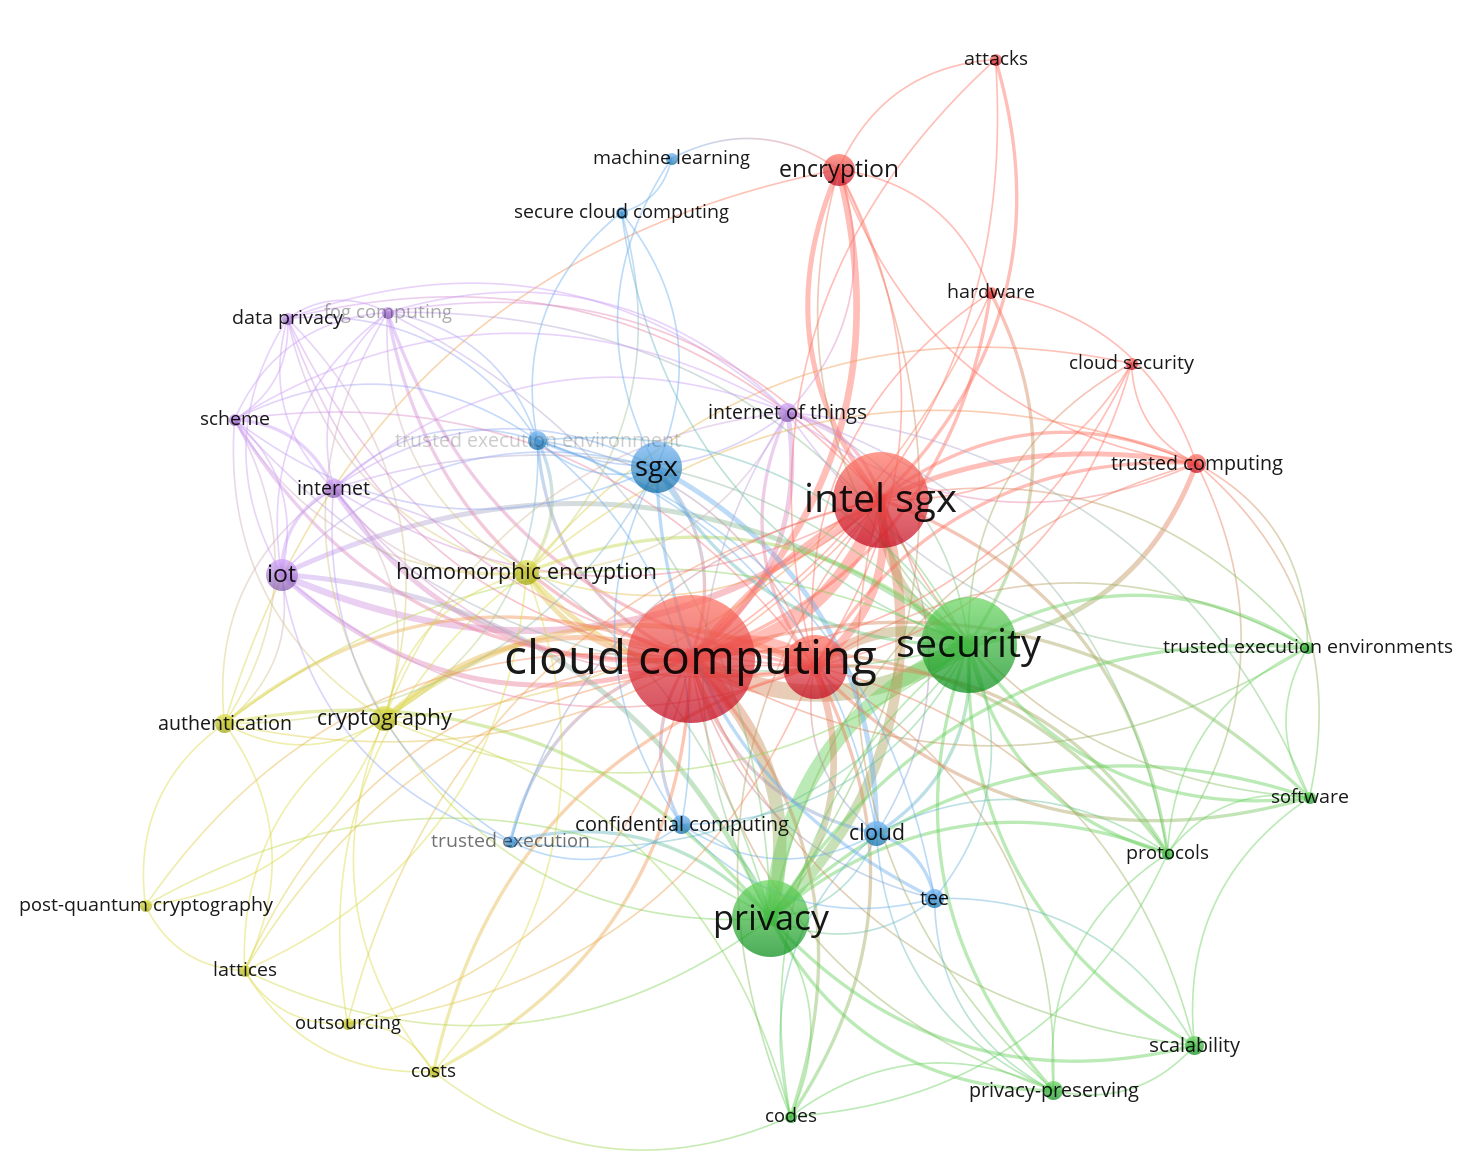 attacks
machine learning
encryption
secure cloud computing
hardware
data privacy
fog computing
cloud security
internet of things
scheme
trusted execution environment
sgx
trusted computing
internet
intel sgx
iot
homomorphic encryption
security
trusted execution environments
cloud computing
authentication
cryptography
software
confidential computing
cloud
trusted execution
protocols
tee
post-quantum cryptography
privacy
lattices
outsourcing
scalability
costs
privacy-preserving
codes